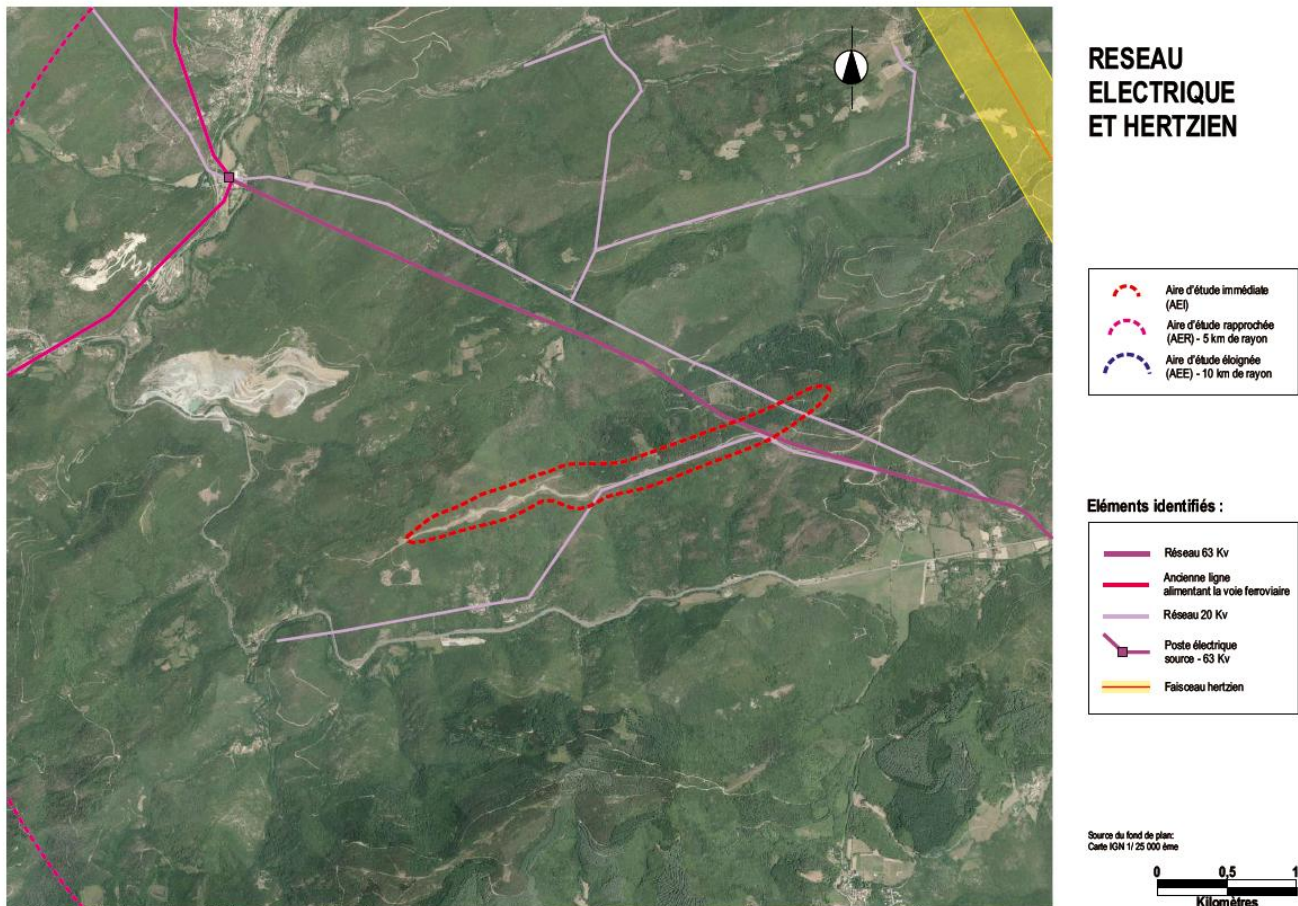 RESEAU
ELECTRIQUE
ET HERTZIEN
Aire d'étude immédiate
(AEI)
Aire d'étude rapprochée
(AER) - 5 km de rayon
Aire d'étude éloignée
(AEE) - 10 km de rayon
Eléments identifiés :
Réseau 63 Kv
Ancienne ligne
alimentant la voie ferroviaire
Réseau 20 Kv
Poste électrique
source - 63 Kv
Faisceau hertzien
Source du fond de plan:
Carte IGN 1/ 25 000 ème
0 0,5 1
Kilomètres